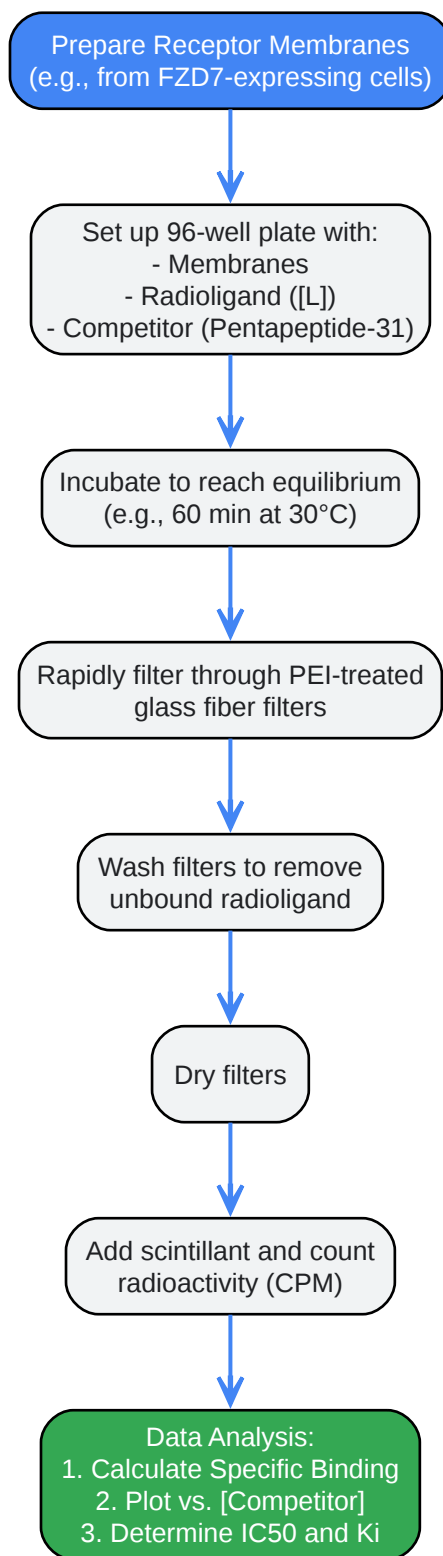 Prepare Receptor Membranes
(e.g., from FZD7-expressing cells)
Set up 96-well plate with:
- Membranes
- Radioligand ([L])
- Competitor (Pentapeptide-31)
Incubate to reach equilibrium
(e.g., 60 min at 30°C)
Rapidly filter through PEI-treated
glass fiber filters
Wash filters to remove
unbound radioligand
Dry filters
Add scintillant and count
radioactivity (CPM)
Data Analysis:
1. Calculate Specific Binding
2. Plot vs. [Competitor]
3. Determine IC50 and Ki